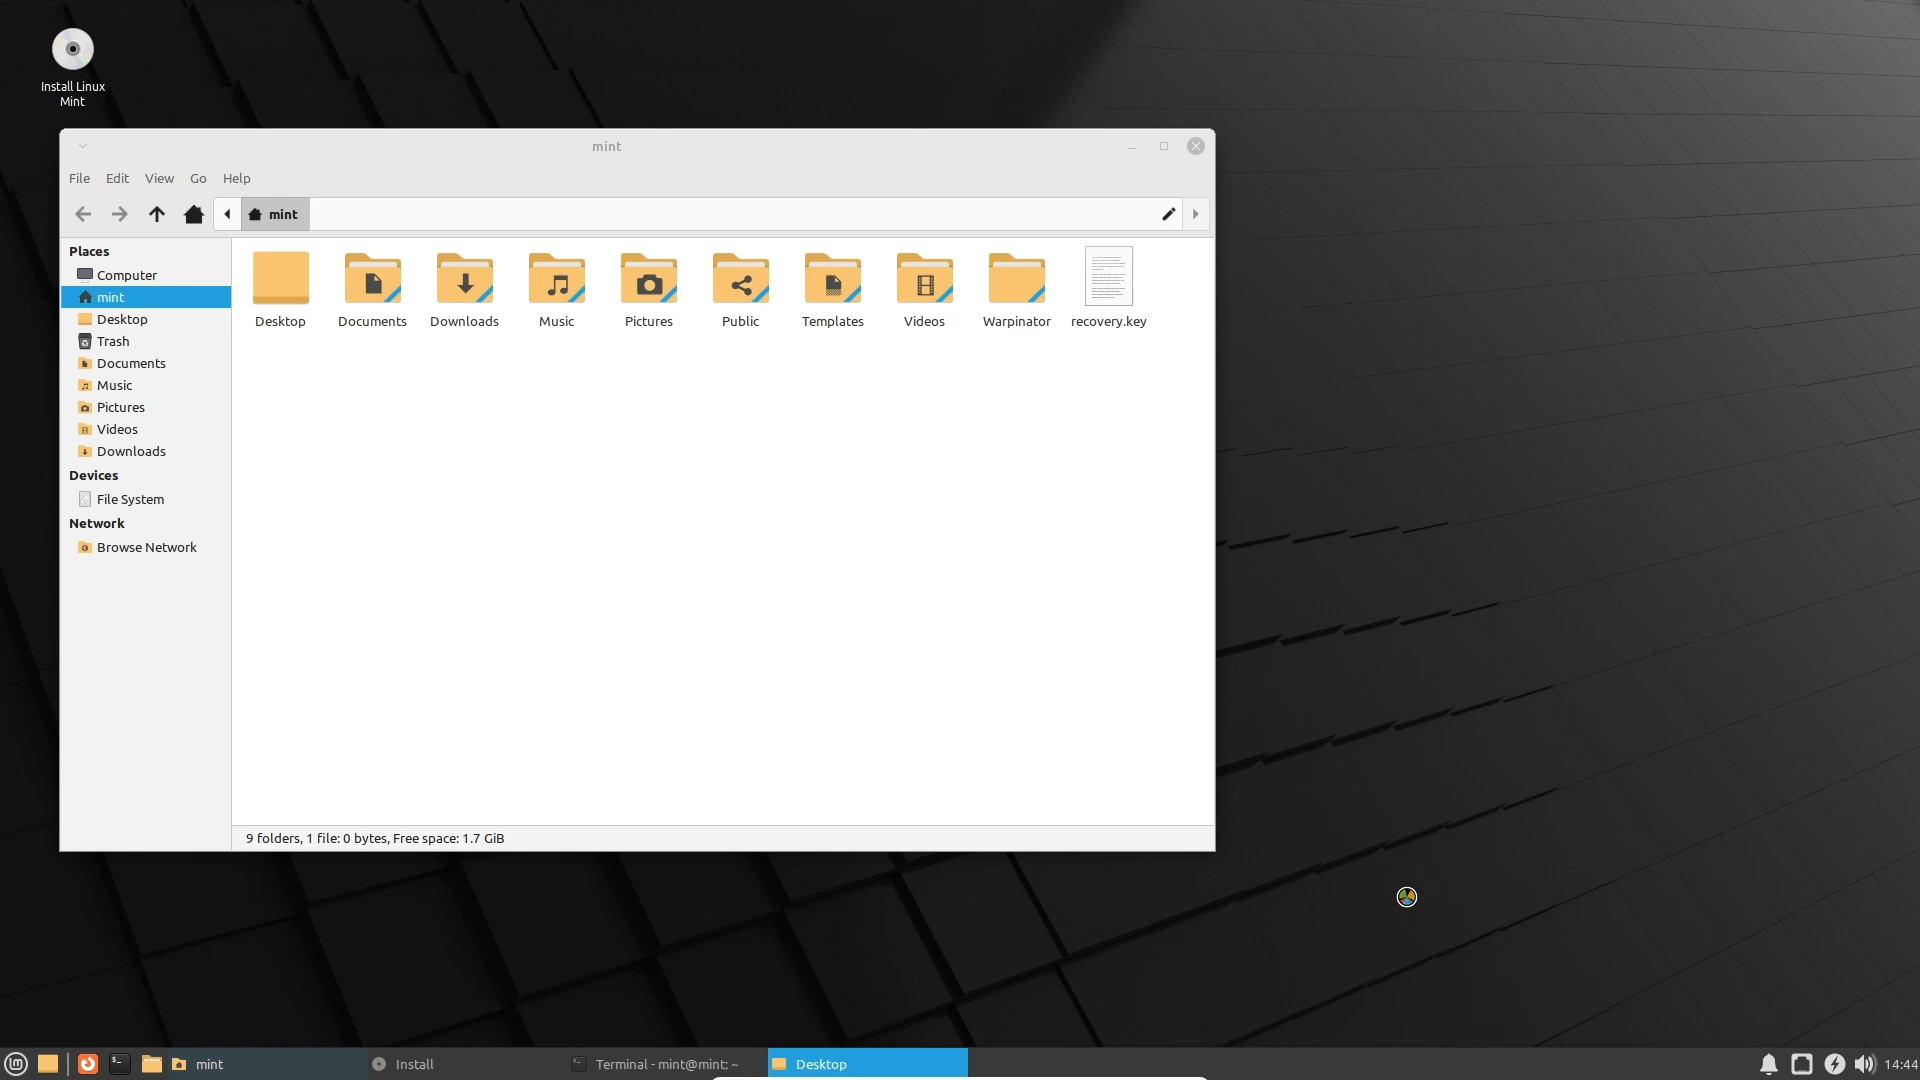 Install Linux
Mint
mint
File Edit View Go Help
mint
Places
Computer
mint
Desktop
Trash
Documents
Music
Pictures
Videos
Downloads
Devices
File System
Network
Browse Network
Desktop Documents Downloads Music Pictures Public Templates Videos Warpinator recovery.key
9 folders, 1 file: 0 bytes, Free space: 1.7 GiB
mint Install Terminal - mint@mint: ~ Desktop 14:44